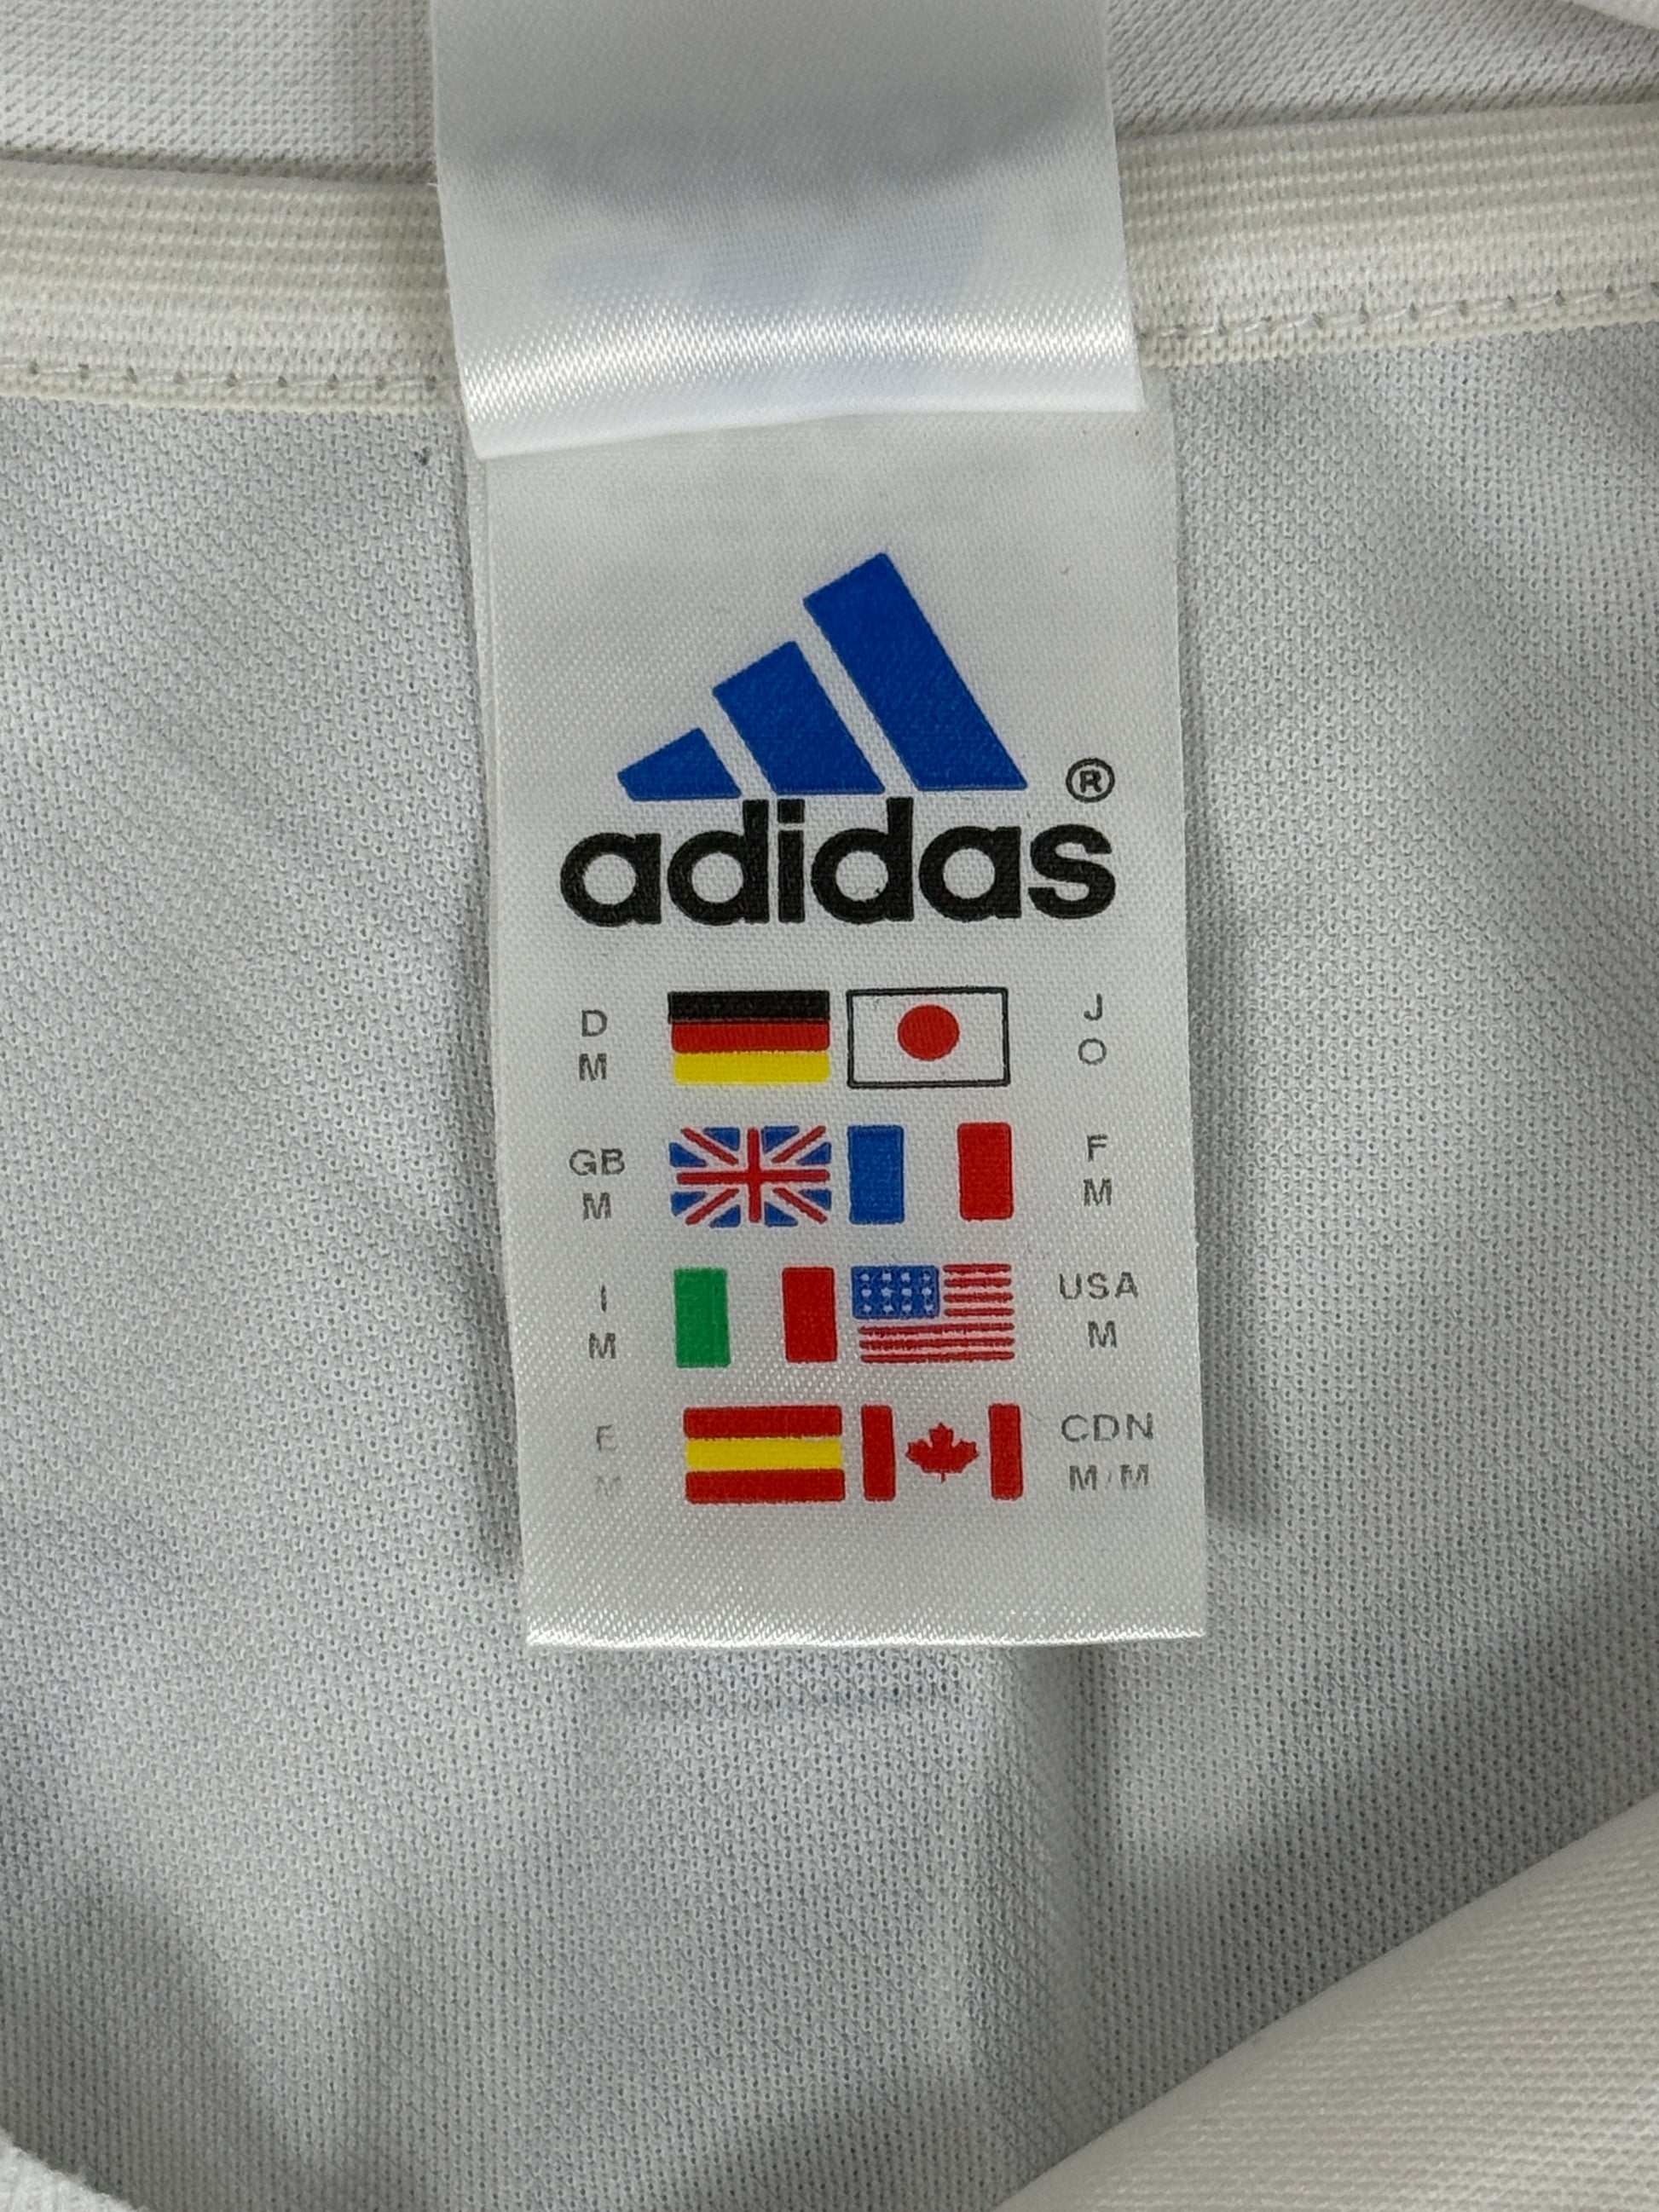 adidas ®
D J
M O
GB F
M M
I USA
M M
E CDN
M M/M